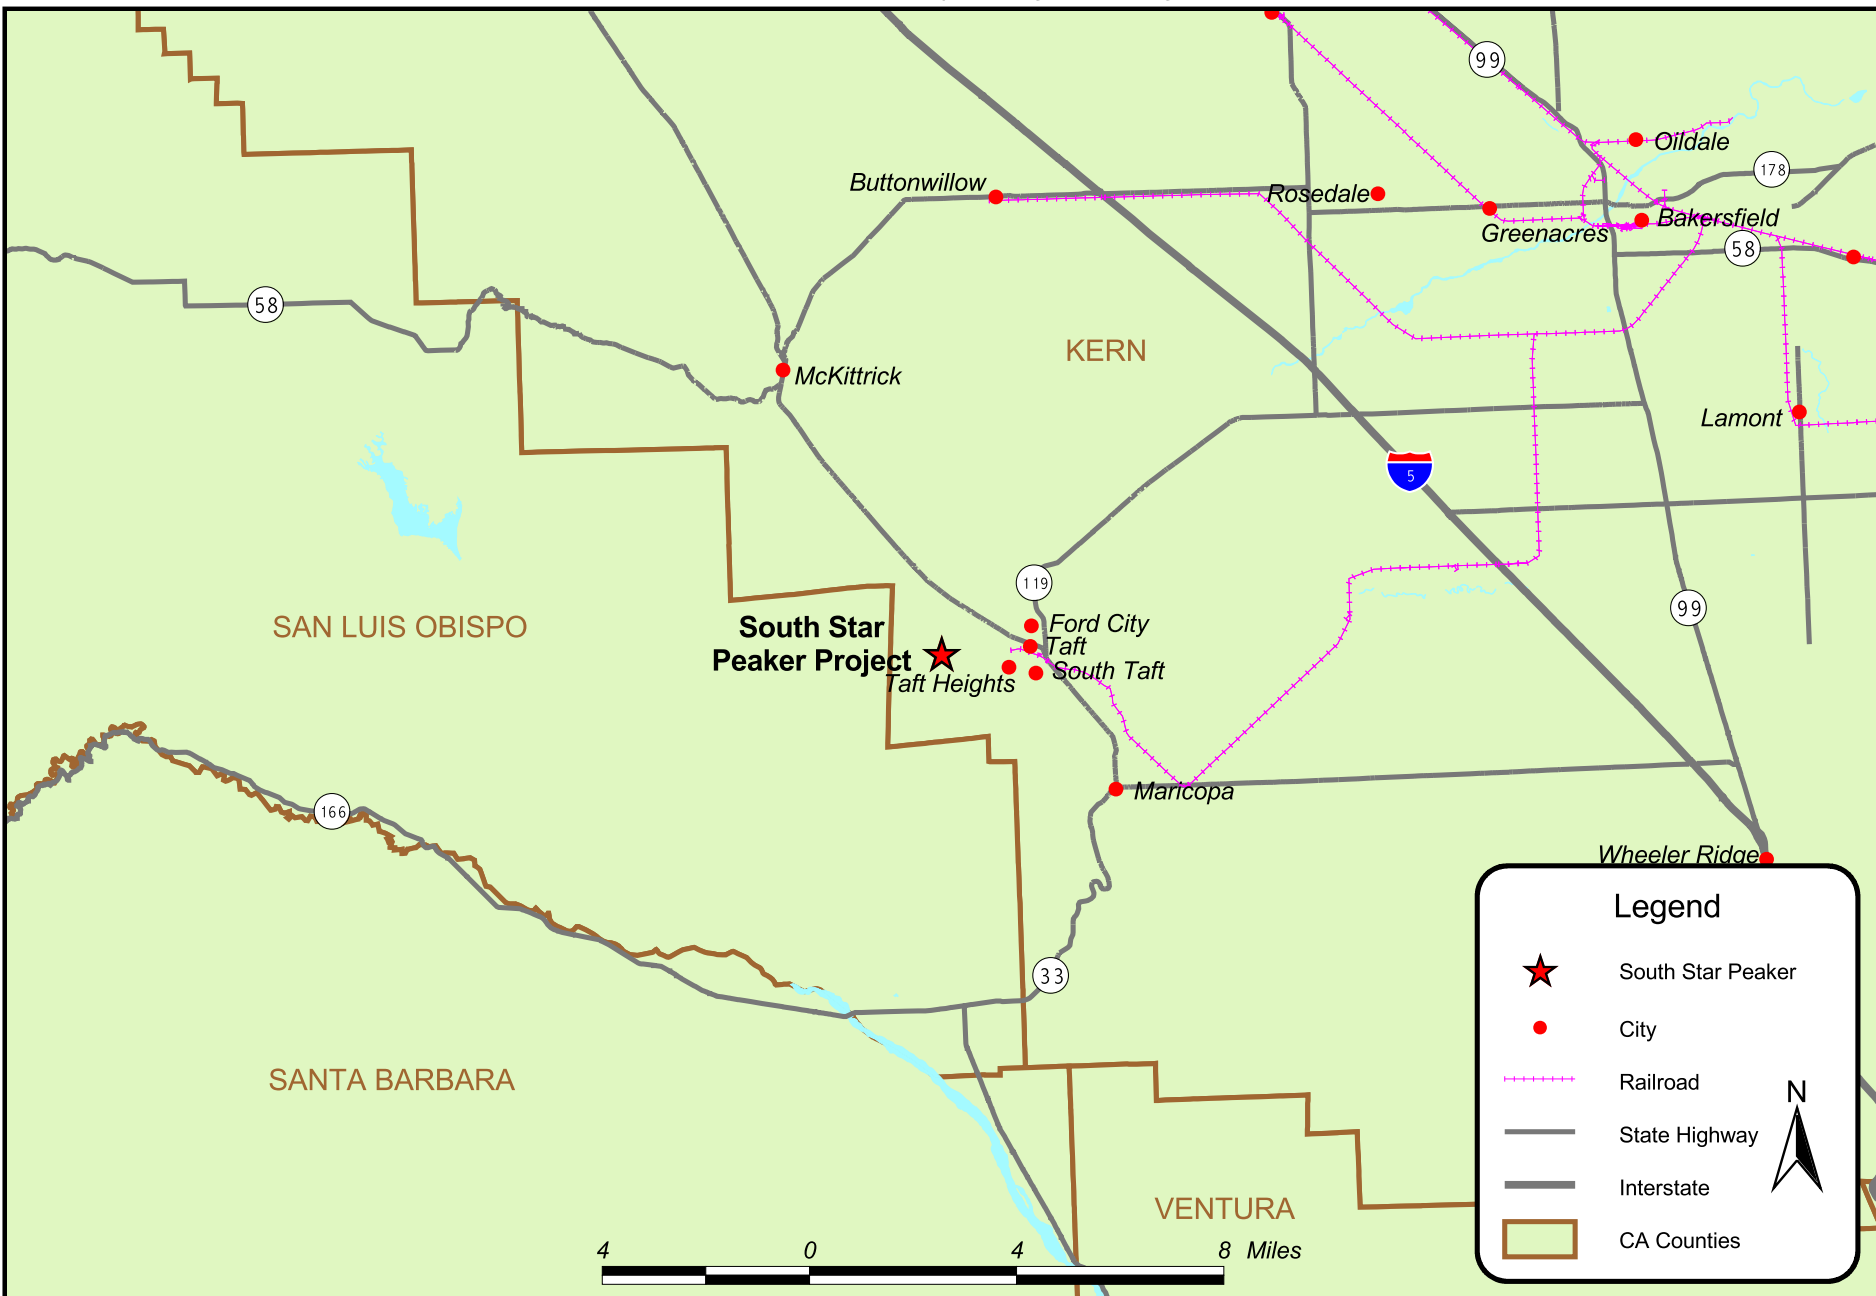 99
Oildale
178
Buttonwillow
Rosedale
Bakersfield
Greenacres
58
58
KERN
McKittrick
Lamont
5
119
99
SAN LUIS OBISPO
South Star
Peaker Project
Ford City
Taft
South Taft
Taft Heights
166
Maricopa
Wheeler Ridge
33
SANTA BARBARA
VENTURA
4 0 4 8 Miles
Legend
South Star Peaker
City
Railroad
N
State Highway
Interstate
CA Counties